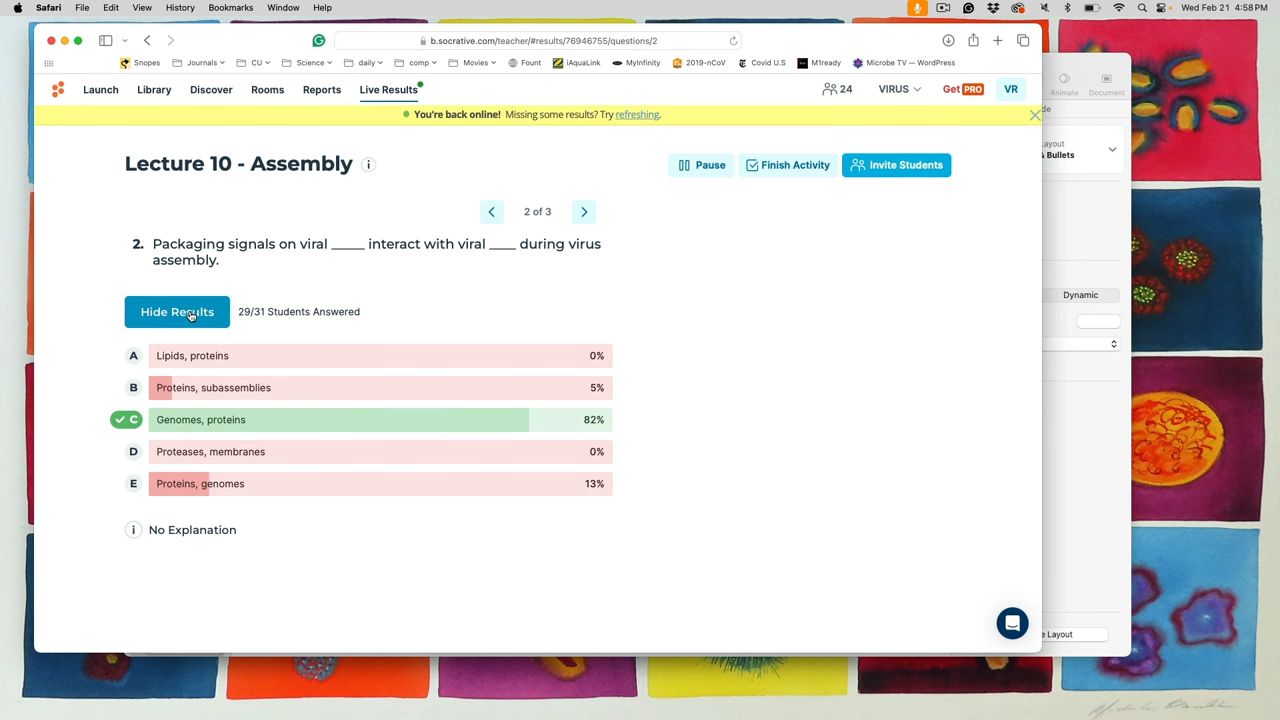 Safari File Edit View History Bookmarks Window Help Wed Feb 21 4:58 PM
b.socrative.com/teacher/#results/76946755/questions/2
Snopes Journals CU Science daily comp Movies Fount iAquaLink MyInfinity 2019-nCoV Covid U.S M1ready Microbe TV — WordPress
Animate Document
Launch Library Discover Rooms Reports Live Results 24 VIRUS Get PRO VR
de
You're back online! Missing some results? Try refreshing.
ayout
& Bullets
Lecture 10 - Assembly i
Pause Finish Activity Invite Students
2 of 3
2. Packaging signals on viral _____ interact with viral ____ during virus
assembly.
Dynamic
Hide Results 29/31 Students Answered
A Lipids, proteins 0%
B Proteins, subassemblies 5%
C Genomes, proteins 82%
D Proteases, membranes 0%
E Proteins, genomes 13%
i No Explanation
e Layout